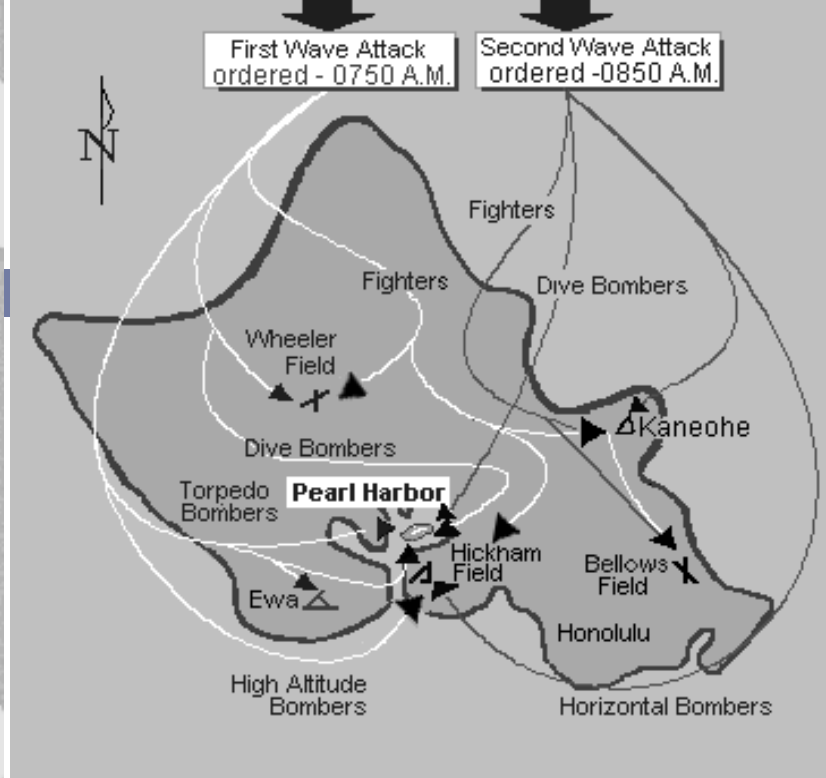 First Wave Attack
ordered - 0750 A.M.
Second Wave Attack
ordered -0850 A.M.
N
Fighters
Fighters
Dive Bombers
Wheeler
Field
Kaneohe
Dive Bombers
Torpedo
Bombers
Pearl Harbor
Hickham
Field
Bellows
Field
Ewa
Honolulu
High Altitude
Bombers
Horizontal Bombers